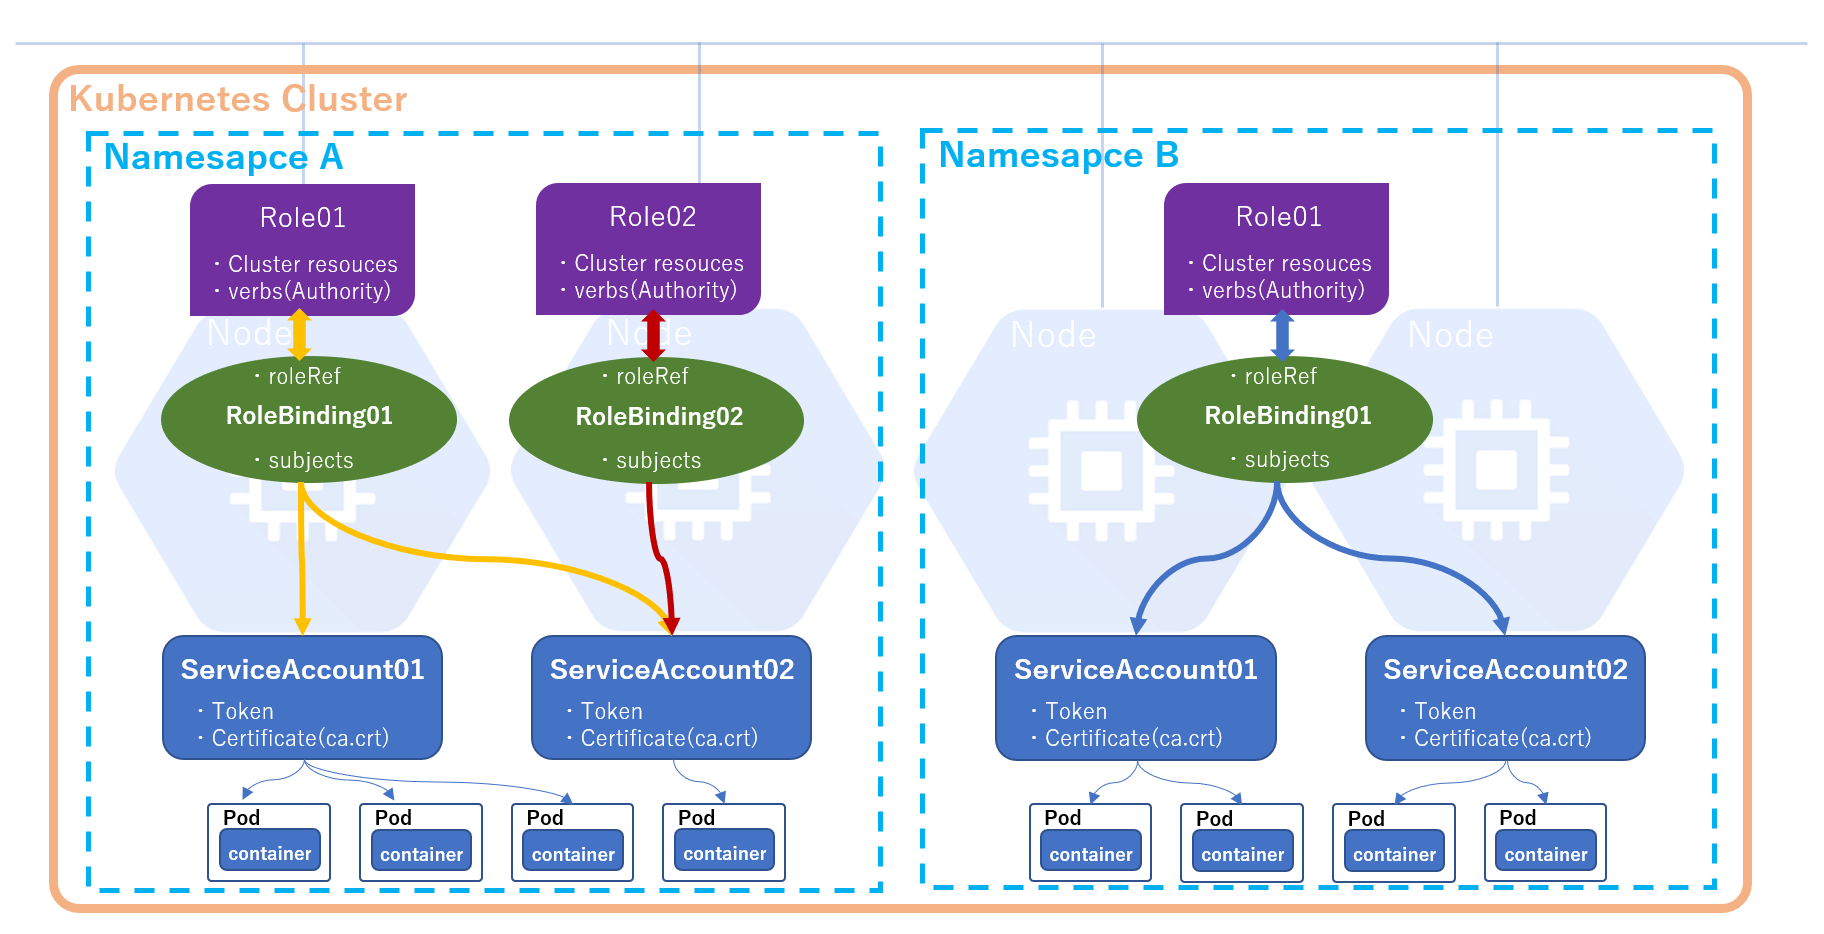 Kubernetes Cluster
Namesapce A
Role01
・Cluster resouces
・verbs(Authority)
Node
・roleRef
RoleBinding01
・subjects
Role02
・Cluster resouces
・verbs(Authority)
Node
・roleRef
RoleBinding02
・subjects
ServiceAccount01
・Token
・Certificate(ca.crt)
ServiceAccount02
・Token
・Certificate(ca.crt)
Pod
container
Pod
container
Pod
container
Pod
container
Namesapce B
Role01
・Cluster resouces
・verbs(Authority)
Node
Node
・roleRef
RoleBinding01
・subjects
ServiceAccount01
・Token
・Certificate(ca.crt)
ServiceAccount02
・Token
・Certificate(ca.crt)
Pod
container
Pod
container
Pod
container
Pod
container